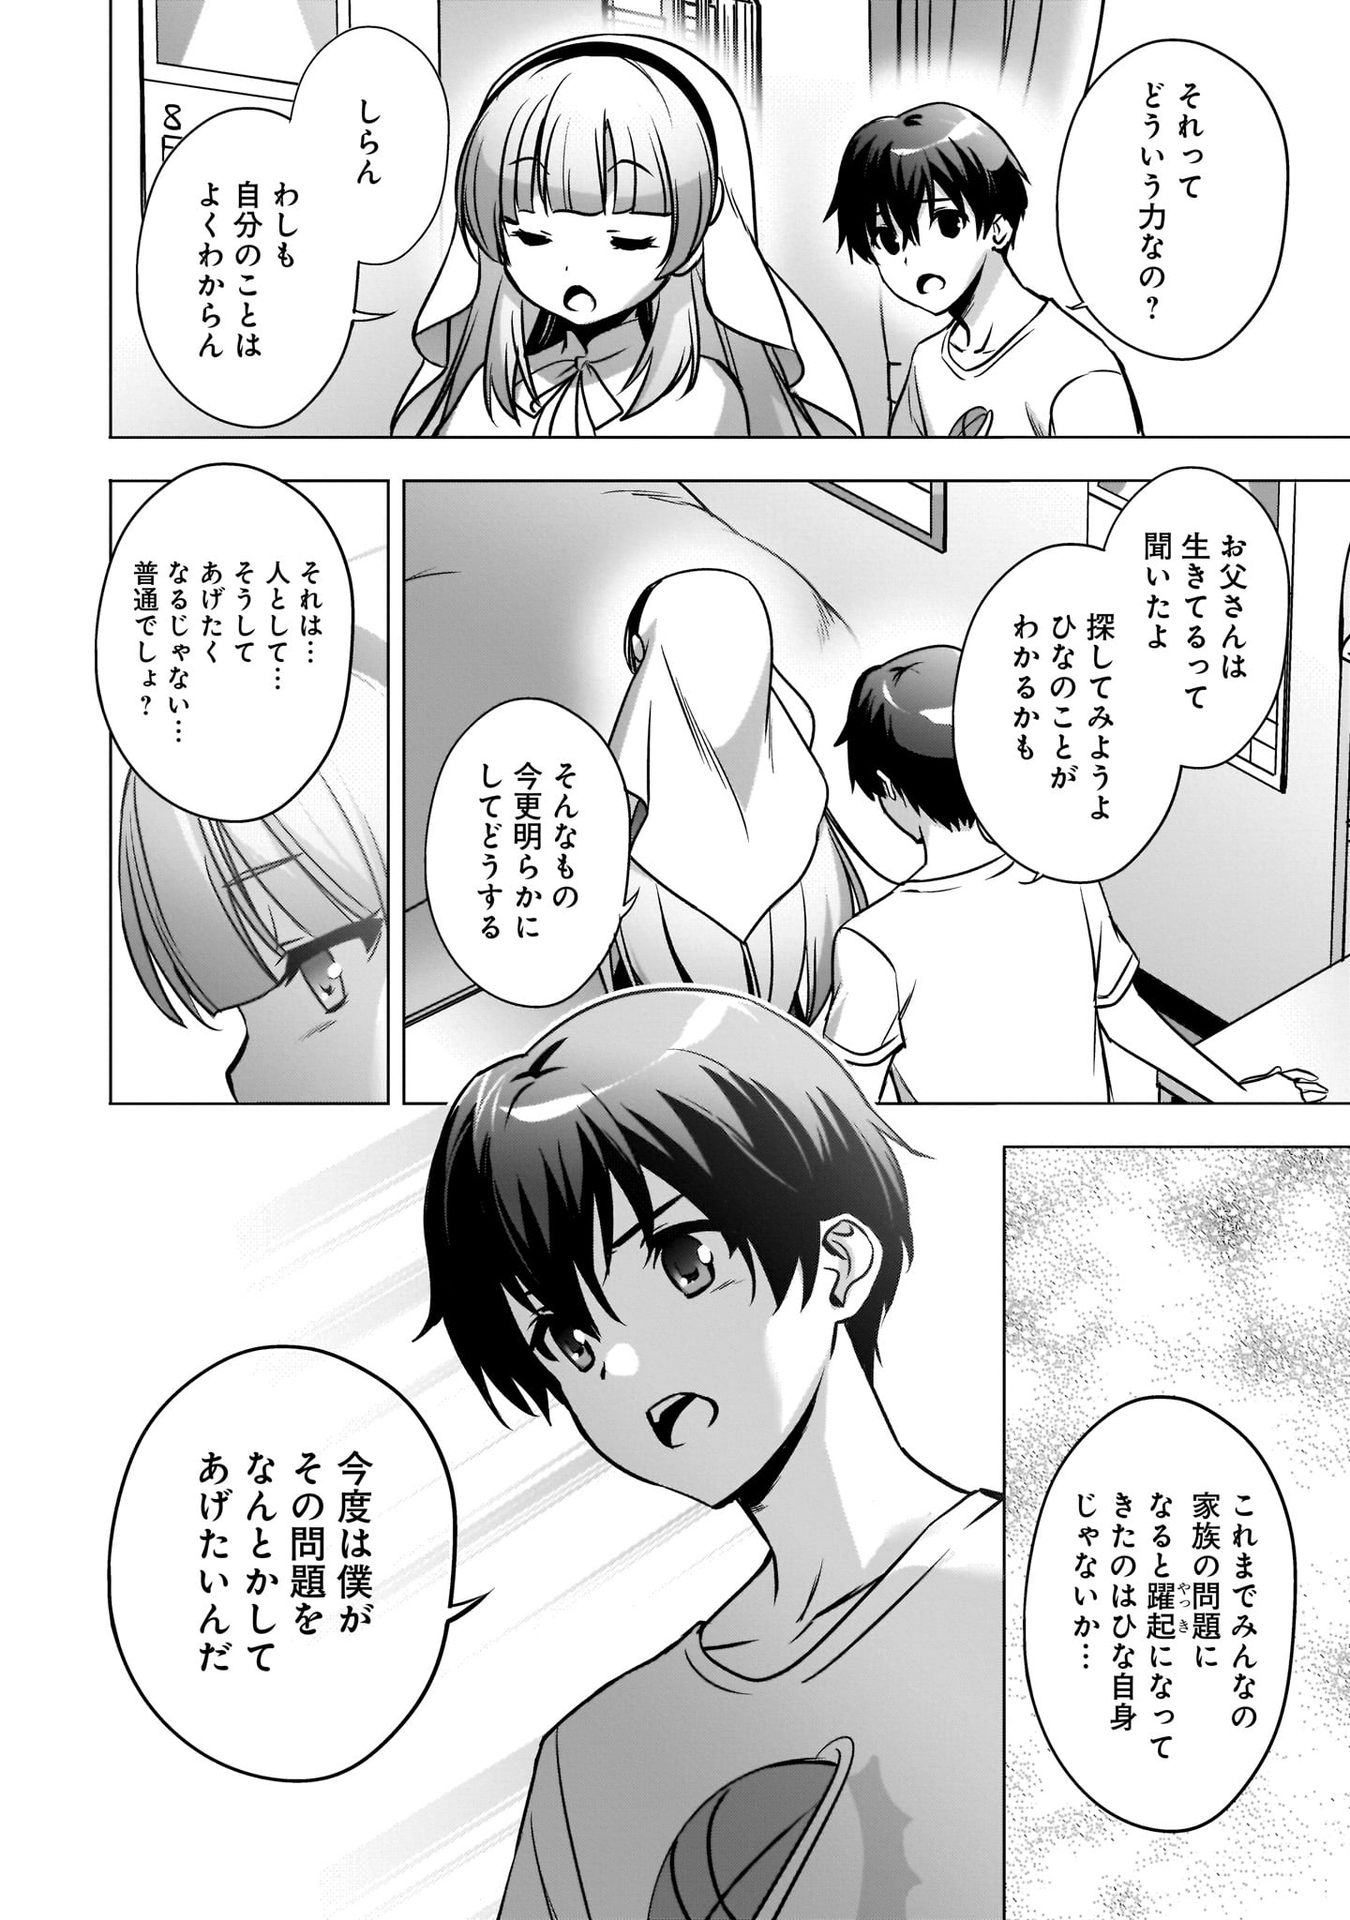 それって
どういう力なの？
しらん
わしも
自分のことは
よくわからん
8
お父さんは
生きてるって
聞いたよ
探してみようよ
ひなのことが
わかるかも
そんなもの
今更明らかに
してどうする
それは…
人として…
そうして
あげたく
なるじゃない…
普通でしょ？
これまでみんなの
家族の問題に
なると躍起になって
やっき
きたのはひな自身
じゃないか…
今度は僕が
その問題を
なんとかして
あげたいんだ